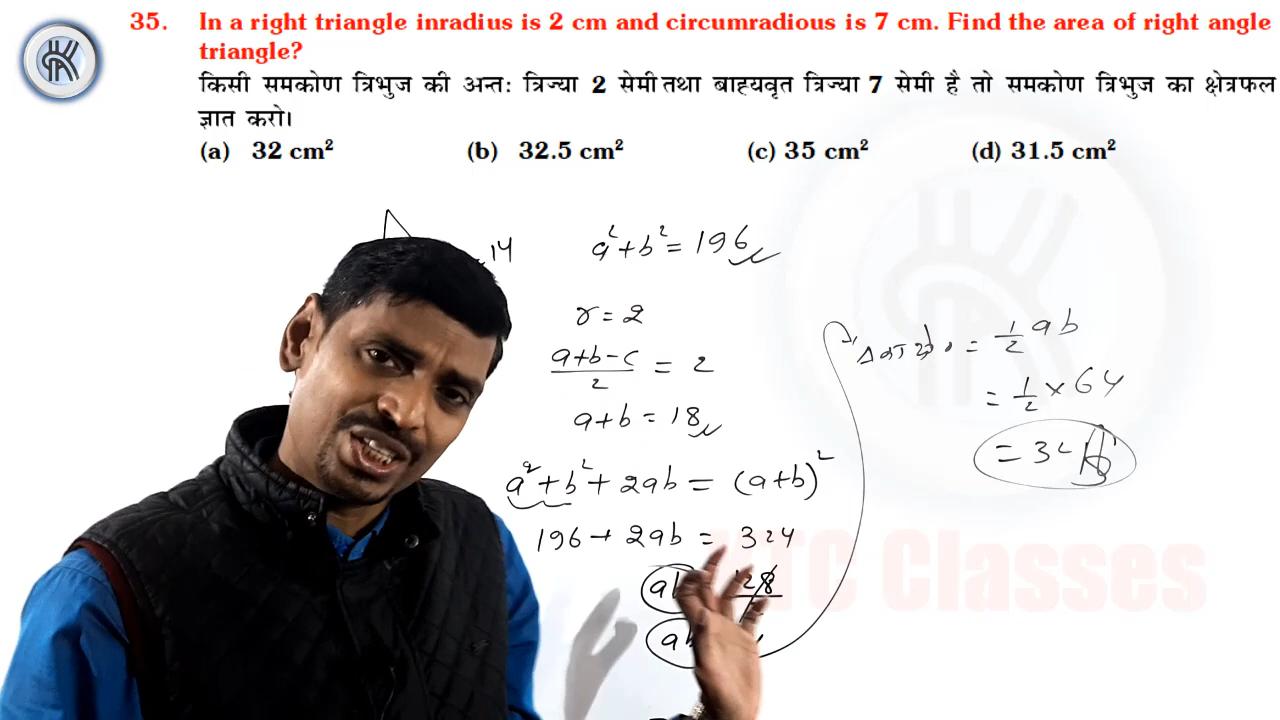 35. In a right triangle inradius is 2 cm and circumradious is 7 cm. Find the area of right angle
triangle?
किसी समकोण त्रिभुज की अन्तः त्रिज्या 2 सेमी तथा बाह्यवृत त्रिज्या 7 सेमी है तो समकोण त्रिभुज का क्षेत्रफल
ज्ञात करो।
(a) 32 cm² (b) 32.5 cm² (c) 35 cm² (d) 31.5 cm²
14
a² + b² = 196
r = 2
(a+b-c)/2 = 2
a+b = 18
a² + b² + 2ab = (a+b)²
196 + 2ab = 324
ab
= 1/2 ab
= 1/2 × 64
= 32
KTC Classes